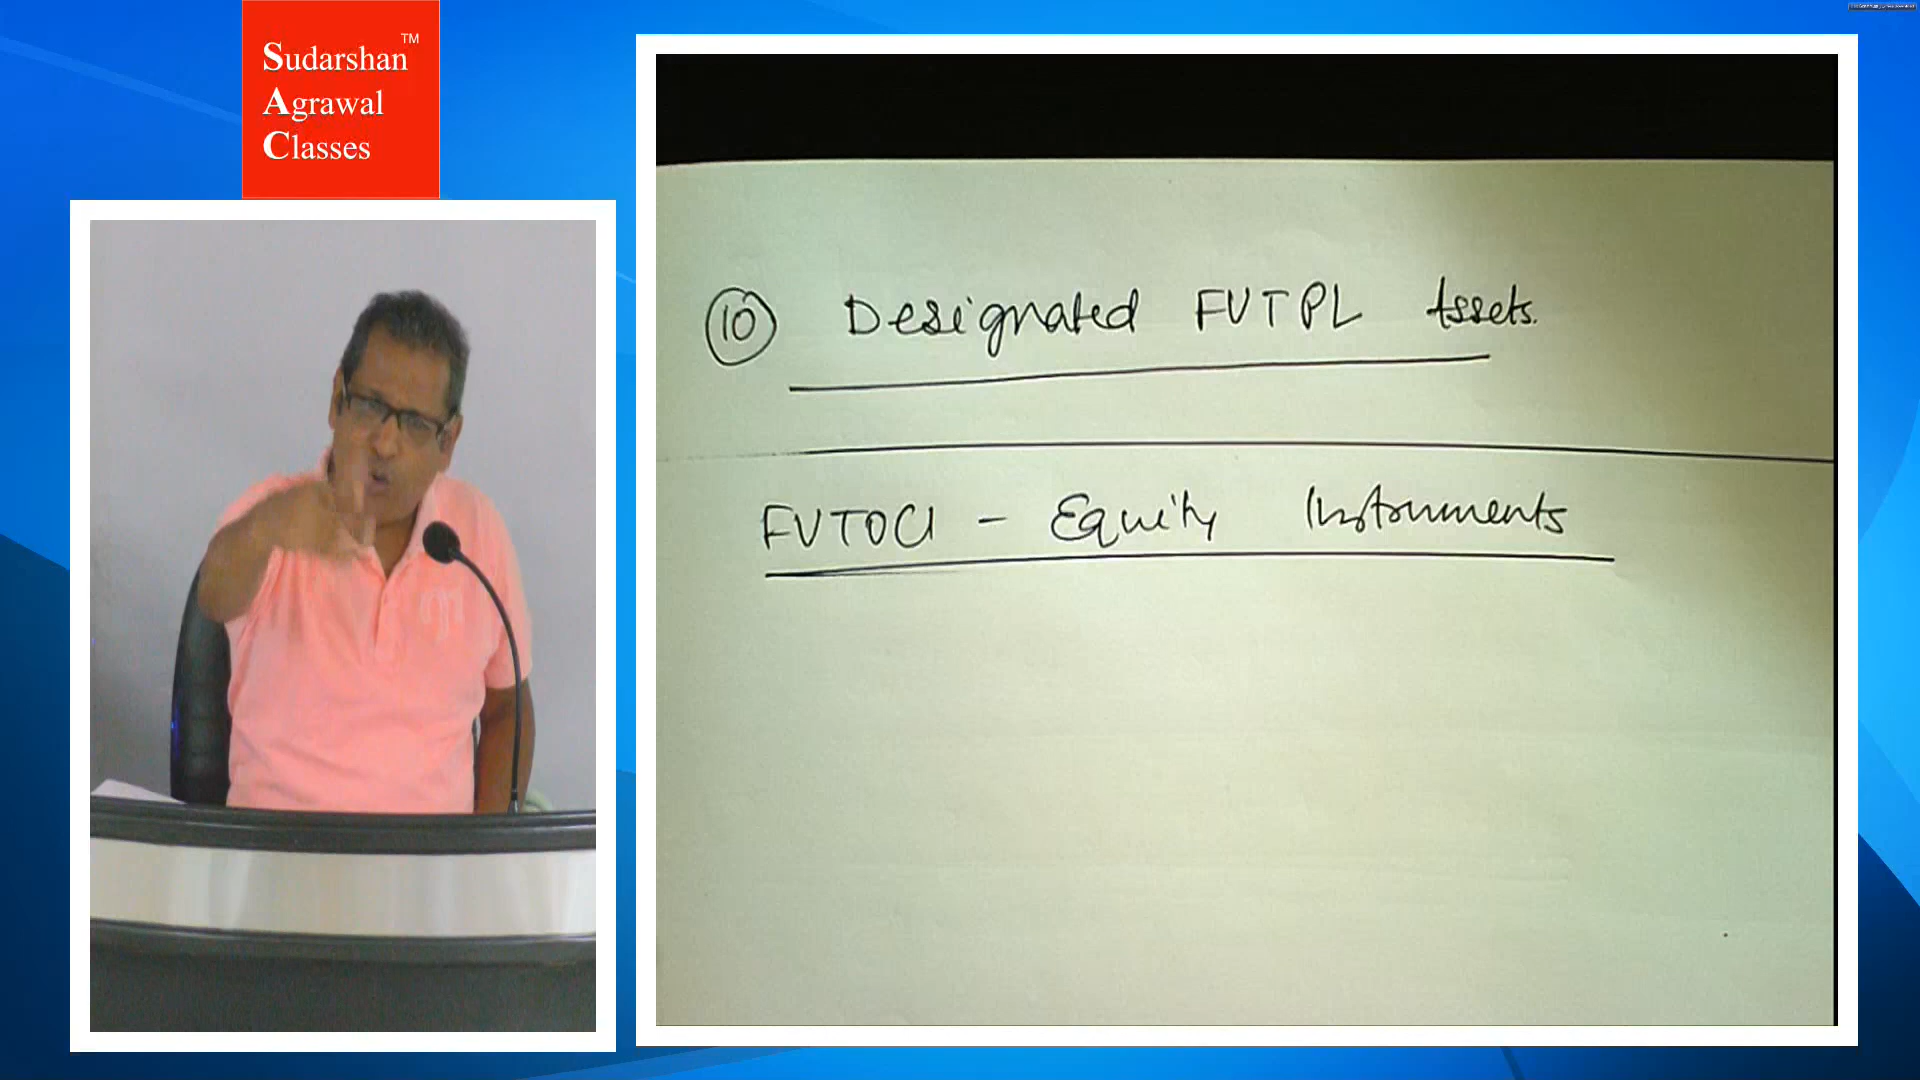 Sudarshan™
Agrawal
Classes
10 Designated FVTPL Assets.
FVTOCI - Equity Instruments